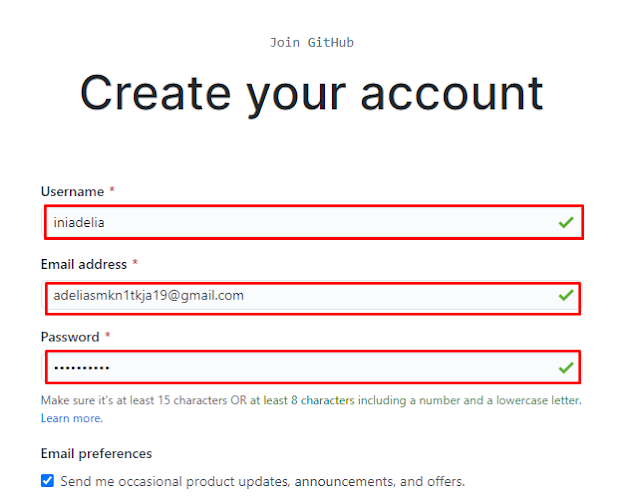 Join GitHub
Create your account
Username *
iniadelia
Email address *
adeliasmkn1tkja19@gmail.com
Password *
••••••••••
Make sure it's at least 15 characters OR at least 8 characters including a number and a lowercase letter.
Learn more.
Email preferences
Send me occasional product updates, announcements, and offers.